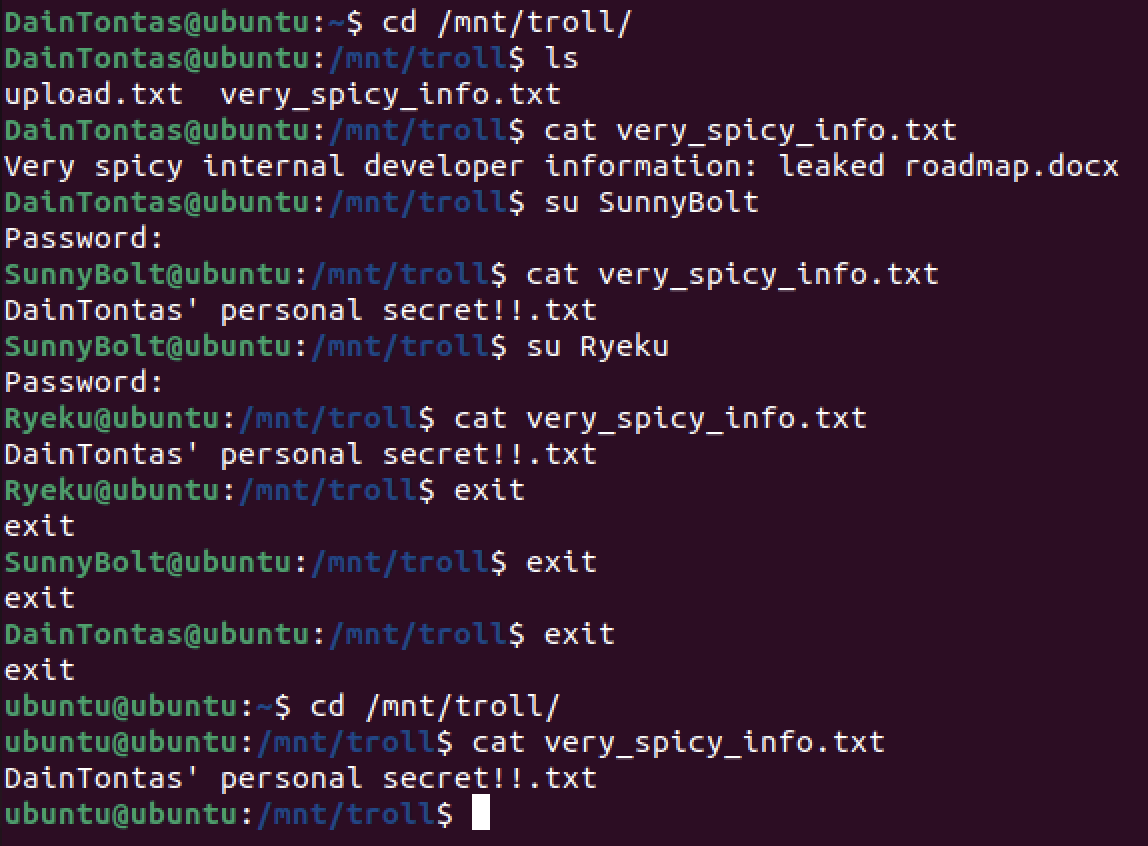 DainTontas@ubuntu:~$ cd /mnt/troll/
DainTontas@ubuntu:/mnt/troll$ ls
upload.txt  very_spicy_info.txt
DainTontas@ubuntu:/mnt/troll$ cat very_spicy_info.txt
Very spicy internal developer information: leaked roadmap.docx
DainTontas@ubuntu:/mnt/troll$ su SunnyBolt
Password:
SunnyBolt@ubuntu:/mnt/troll$ cat very_spicy_info.txt
DainTontas' personal secret!!.txt
SunnyBolt@ubuntu:/mnt/troll$ su Ryeku
Password:
Ryeku@ubuntu:/mnt/troll$ cat very_spicy_info.txt
DainTontas' personal secret!!.txt
Ryeku@ubuntu:/mnt/troll$ exit
exit
SunnyBolt@ubuntu:/mnt/troll$ exit
exit
DainTontas@ubuntu:/mnt/troll$ exit
exit
ubuntu@ubuntu:~$ cd /mnt/troll/
ubuntu@ubuntu:/mnt/troll$ cat very_spicy_info.txt
DainTontas' personal secret!!.txt
ubuntu@ubuntu:/mnt/troll$